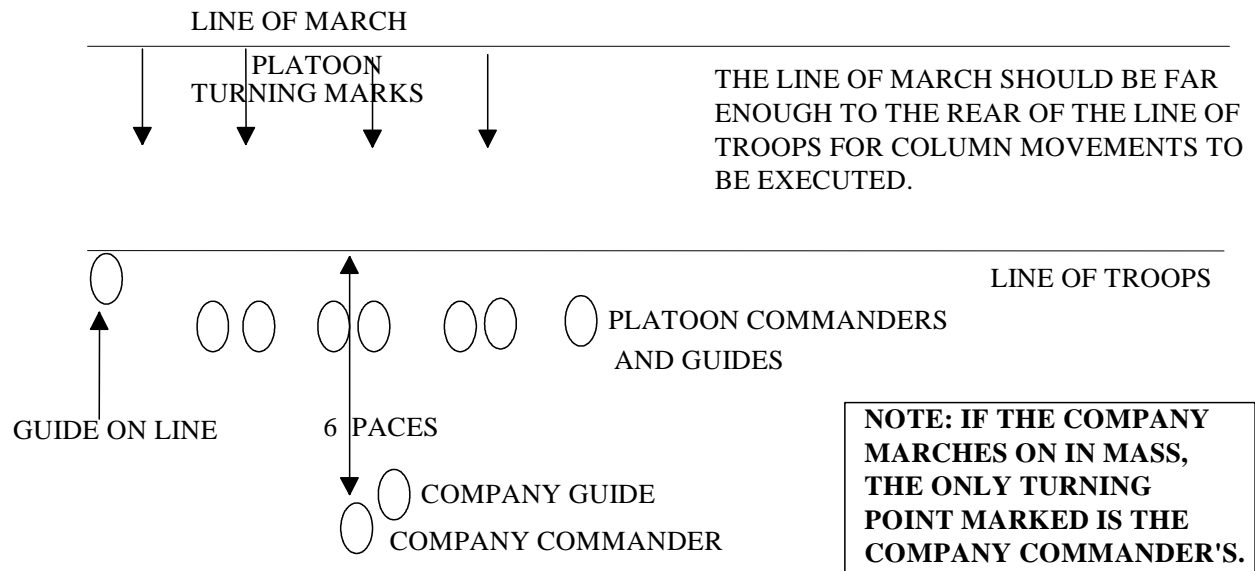 LINE OF MARCH
PLATOON
TURNING MARKS
THE LINE OF MARCH SHOULD BE FAR
ENOUGH TO THE REAR OF THE LINE OF
TROOPS FOR COLUMN MOVEMENTS TO
BE EXECUTED.
LINE OF TROOPS
PLATOON COMMANDERS
AND GUIDES
GUIDE ON LINE
6 PACES
COMPANY GUIDE
COMPANY COMMANDER
NOTE: IF THE COMPANY
MARCHES ON IN MASS,
THE ONLY TURNING
POINT MARKED IS THE
COMPANY COMMANDER'S.